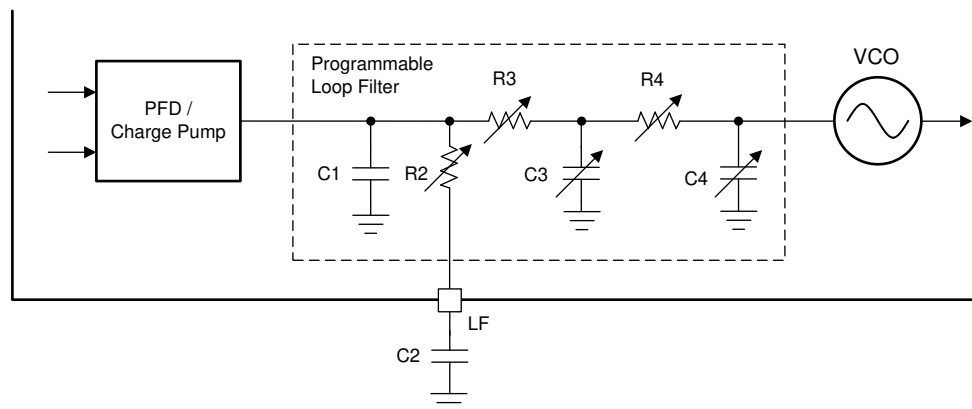 Programmable
Loop Filter
VCO
R3
R4
PFD /
Charge Pump
C1
R2
C3
C4
LF
C2